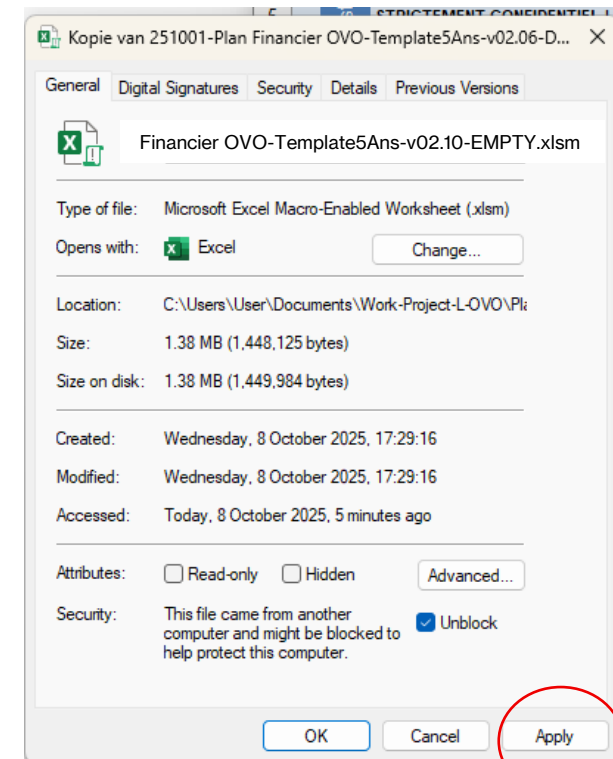 STRICTEMENT CONFIDENTIEL
Kopie van 251001-Plan Financier OVO-Template5Ans-v02.06-D...
General Digital Signatures Security Details Previous Versions
Financier OVO-Template5Ans-v02.10-EMPTY.xlsm
Type of file: Microsoft Excel Macro-Enabled Worksheet (.xlsm)
Opens with: Excel Change...
Location: C:\Users\User\Documents\Work-Project-L-OVO\Pla
Size: 1.38 MB (1,448,125 bytes)
Size on disk: 1.38 MB (1,449,984 bytes)
Created: Wednesday, 8 October 2025, 17:29:16
Modified: Wednesday, 8 October 2025, 17:29:16
Accessed: Today, 8 October 2025, 5 minutes ago
Attributes: Read-only Hidden Advanced...
Security: This file came from another
computer and might be blocked to
help protect this computer.
Unblock
OK Cancel Apply